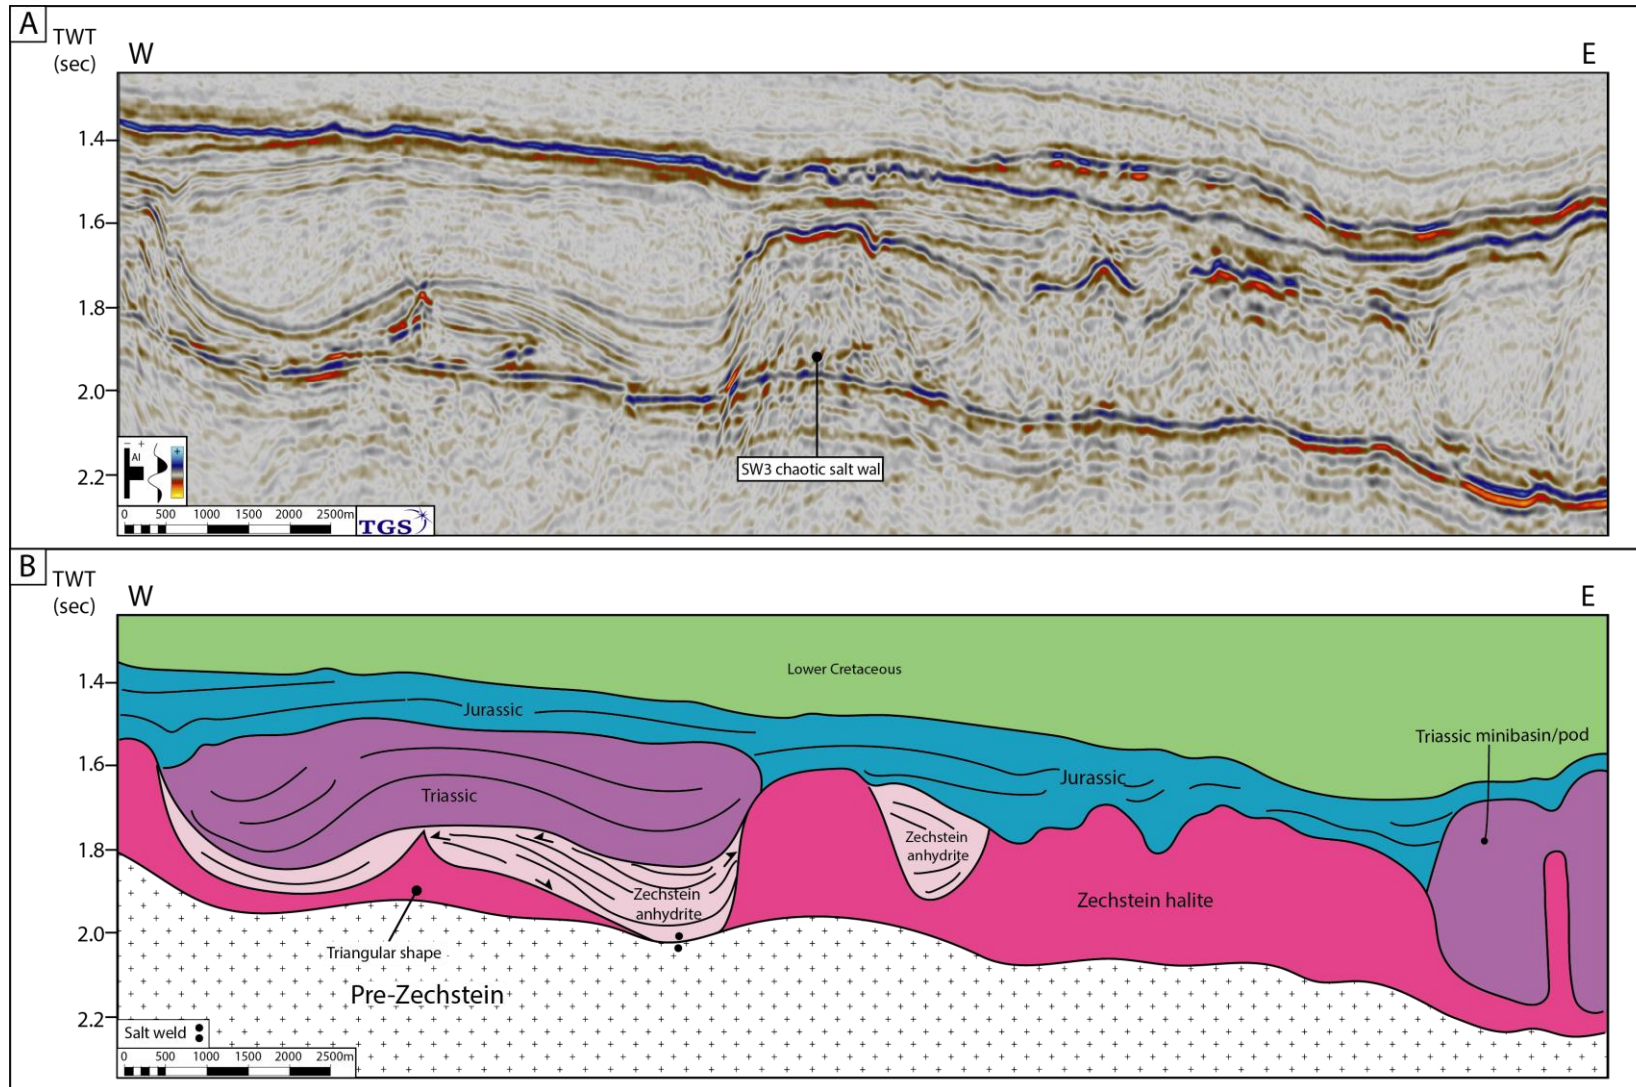 A
TWT
(sec)
W
E
1.4
1.6
1.8
2.0
2.2
SW3 chaotic salt wal
- +
AI
+
-
0 500 1000 1500 2000 2500m
TGS
B
TWT
(sec)
W
E
1.4
1.6
1.8
2.0
2.2
Lower Cretaceous
Jurassic
Triassic minibasin/pod
Jurassic
Triassic
Zechstein
anhydrite
Zechstein
anhydrite
Zechstein halite
Triangular shape
Pre-Zechstein
Salt weld
0 500 1000 1500 2000 2500m